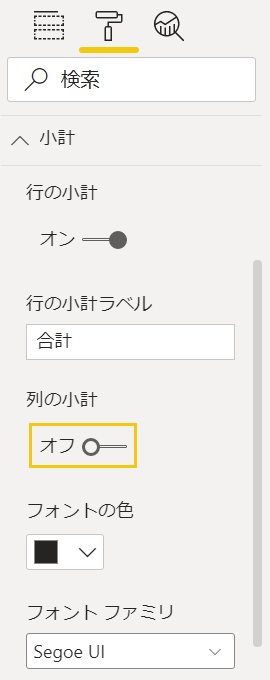 検索
小計
行の小計
オン
行の小計ラベル
合計
列の小計
オフ
フォントの色
フォント ファミリ
Segoe UI